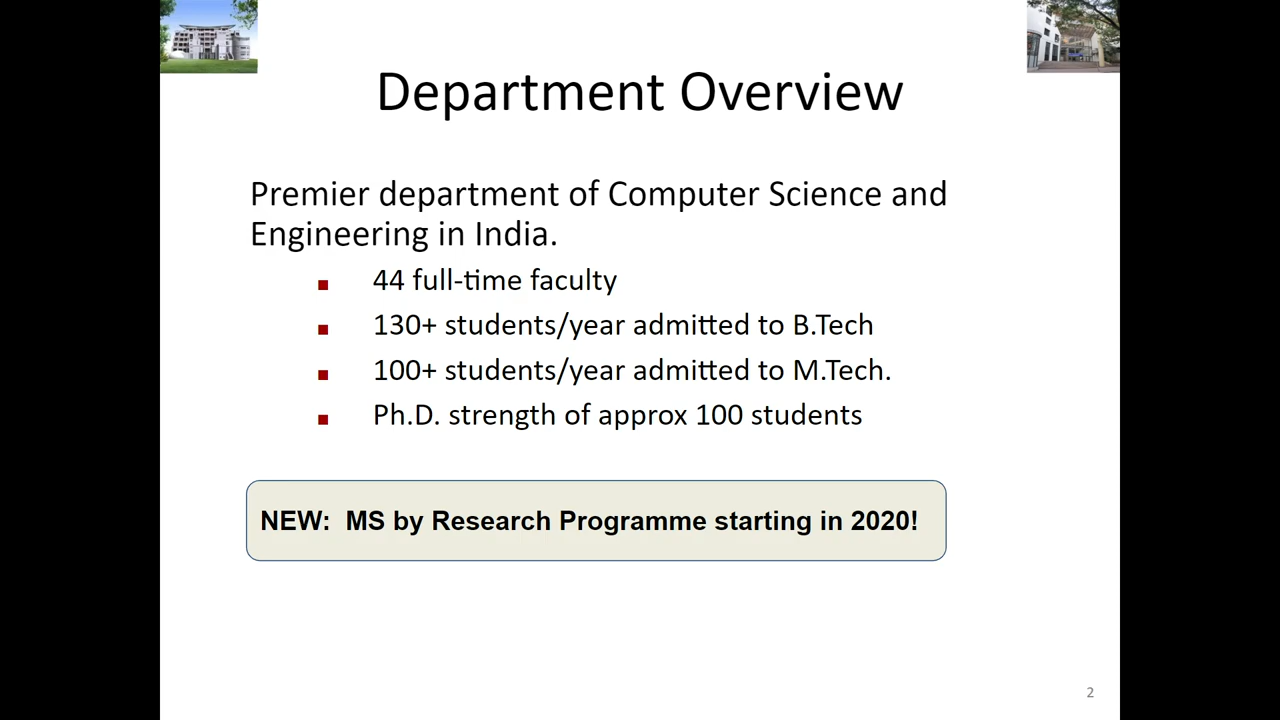 Department Overview
Premier department of Computer Science and
Engineering in India.
44 full-time faculty
130+ students/year admitted to B.Tech
100+ students/year admitted to M.Tech.
Ph.D. strength of approx 100 students
NEW:  MS by Research Programme starting in 2020!
2